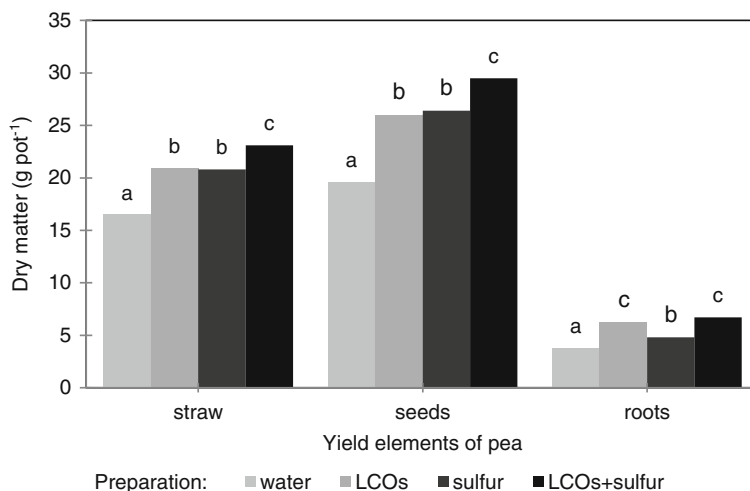 35
30
25
20
15
10
5
0
Dry matter (g pot-1)
a b b c
a b b c
a c b c
straw seeds roots
Yield elements of pea
Preparation: water LCOs sulfur LCOs+sulfur